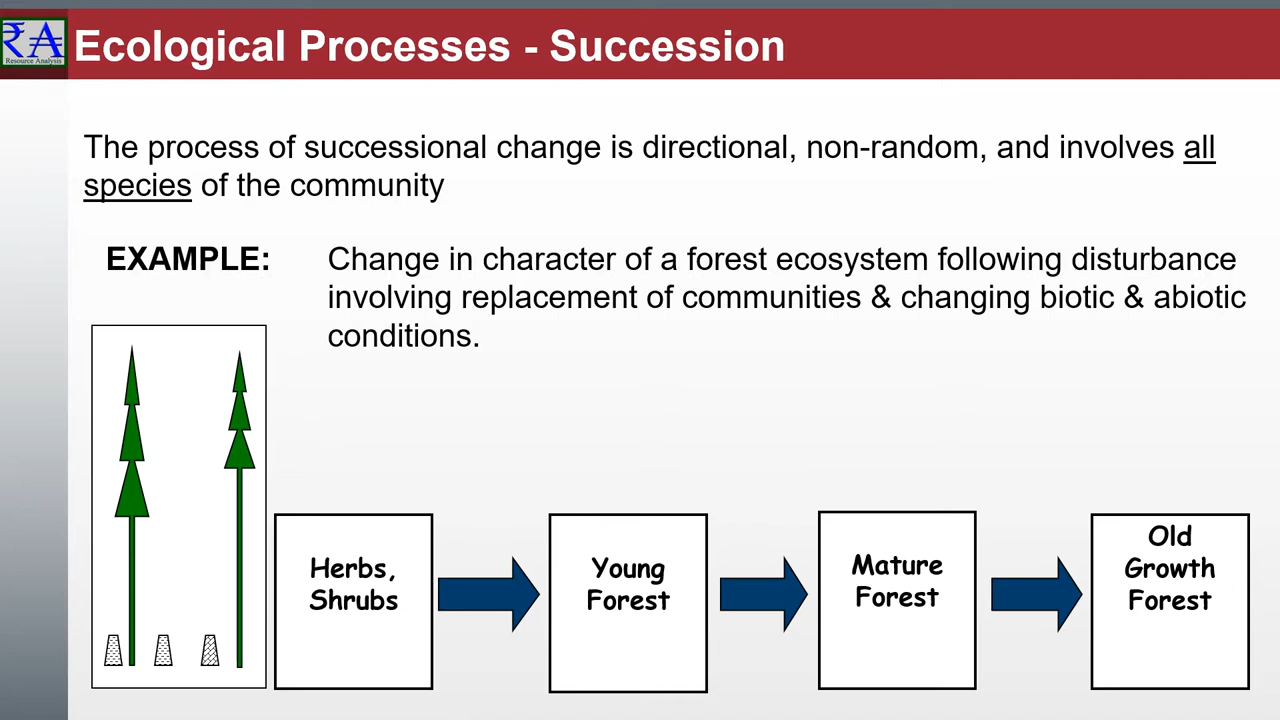 ₹A
Resource Analysis
Ecological Processes - Succession
The process of successional change is directional, non-random, and involves all
species of the community
EXAMPLE:
Change in character of a forest ecosystem following disturbance
involving replacement of communities & changing biotic & abiotic
conditions.
Herbs,
Shrubs
Young
Forest
Mature
Forest
Old
Growth
Forest